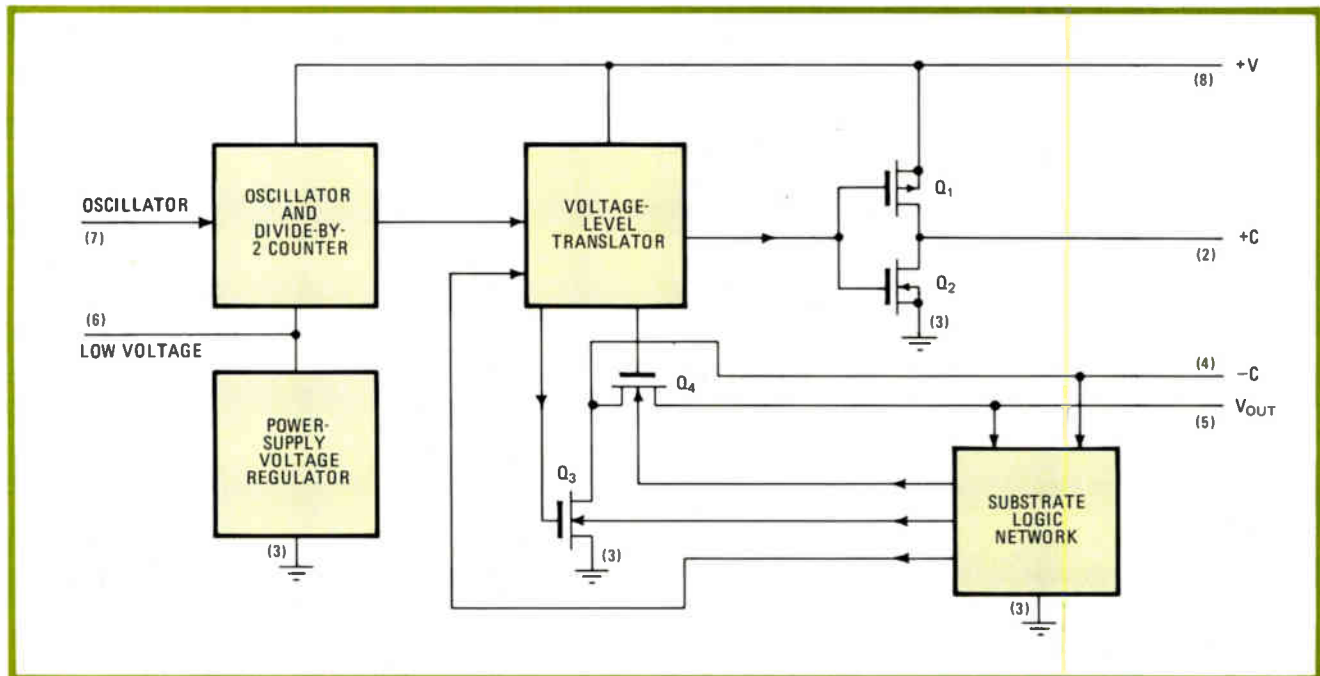 +V
(8)
OSCILLATOR
(7)
OSCILLATOR
AND
DIVIDE-BY-
2 COUNTER
VOLTAGE-
LEVEL
TRANSLATOR
Q1
+C
(2)
Q2
(3)
(6)
LOW VOLTAGE
(4)
-C
Q4
VOUT
(5)
POWER-
SUPPLY
VOLTAGE
REGULATOR
Q3
SUBSTRATE
LOGIC
NETWORK
(3)
(3)
(3)